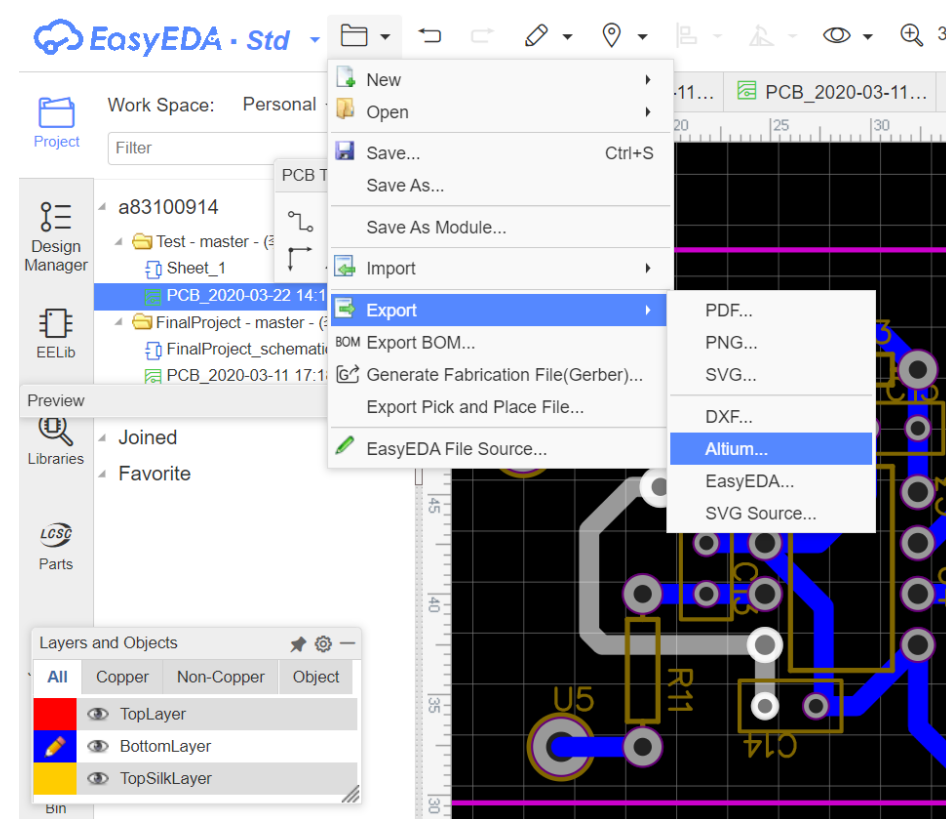 EasyEDA · Std
3
Project
Work Space: Personal
Filter
PCB T
a83100914
Test - master - (
Sheet_1
PCB_2020-03-22 14:1
FinalProject - master - (
FinalProject_schemati
PCB_2020-03-11 17:18
Preview
Joined
Favorite
Design
Manager
EELib
Libraries
LCSC
Parts
Bin
New
Open
Save... Ctrl+S
Save As...
Save As Module...
Import
Export
BOM Export BOM...
G Generate Fabrication File(Gerber)...
Export Pick and Place File...
EasyEDA File Source...
PDF...
PNG...
SVG...
DXF...
Altium...
EasyEDA...
SVG Source...
-11...
PCB_2020-03-11...
20
25
30
45
40
35
30
C13
R11
U5
C14
Layers and Objects
All Copper Non-Copper Object
TopLayer
BottomLayer
TopSilkLayer